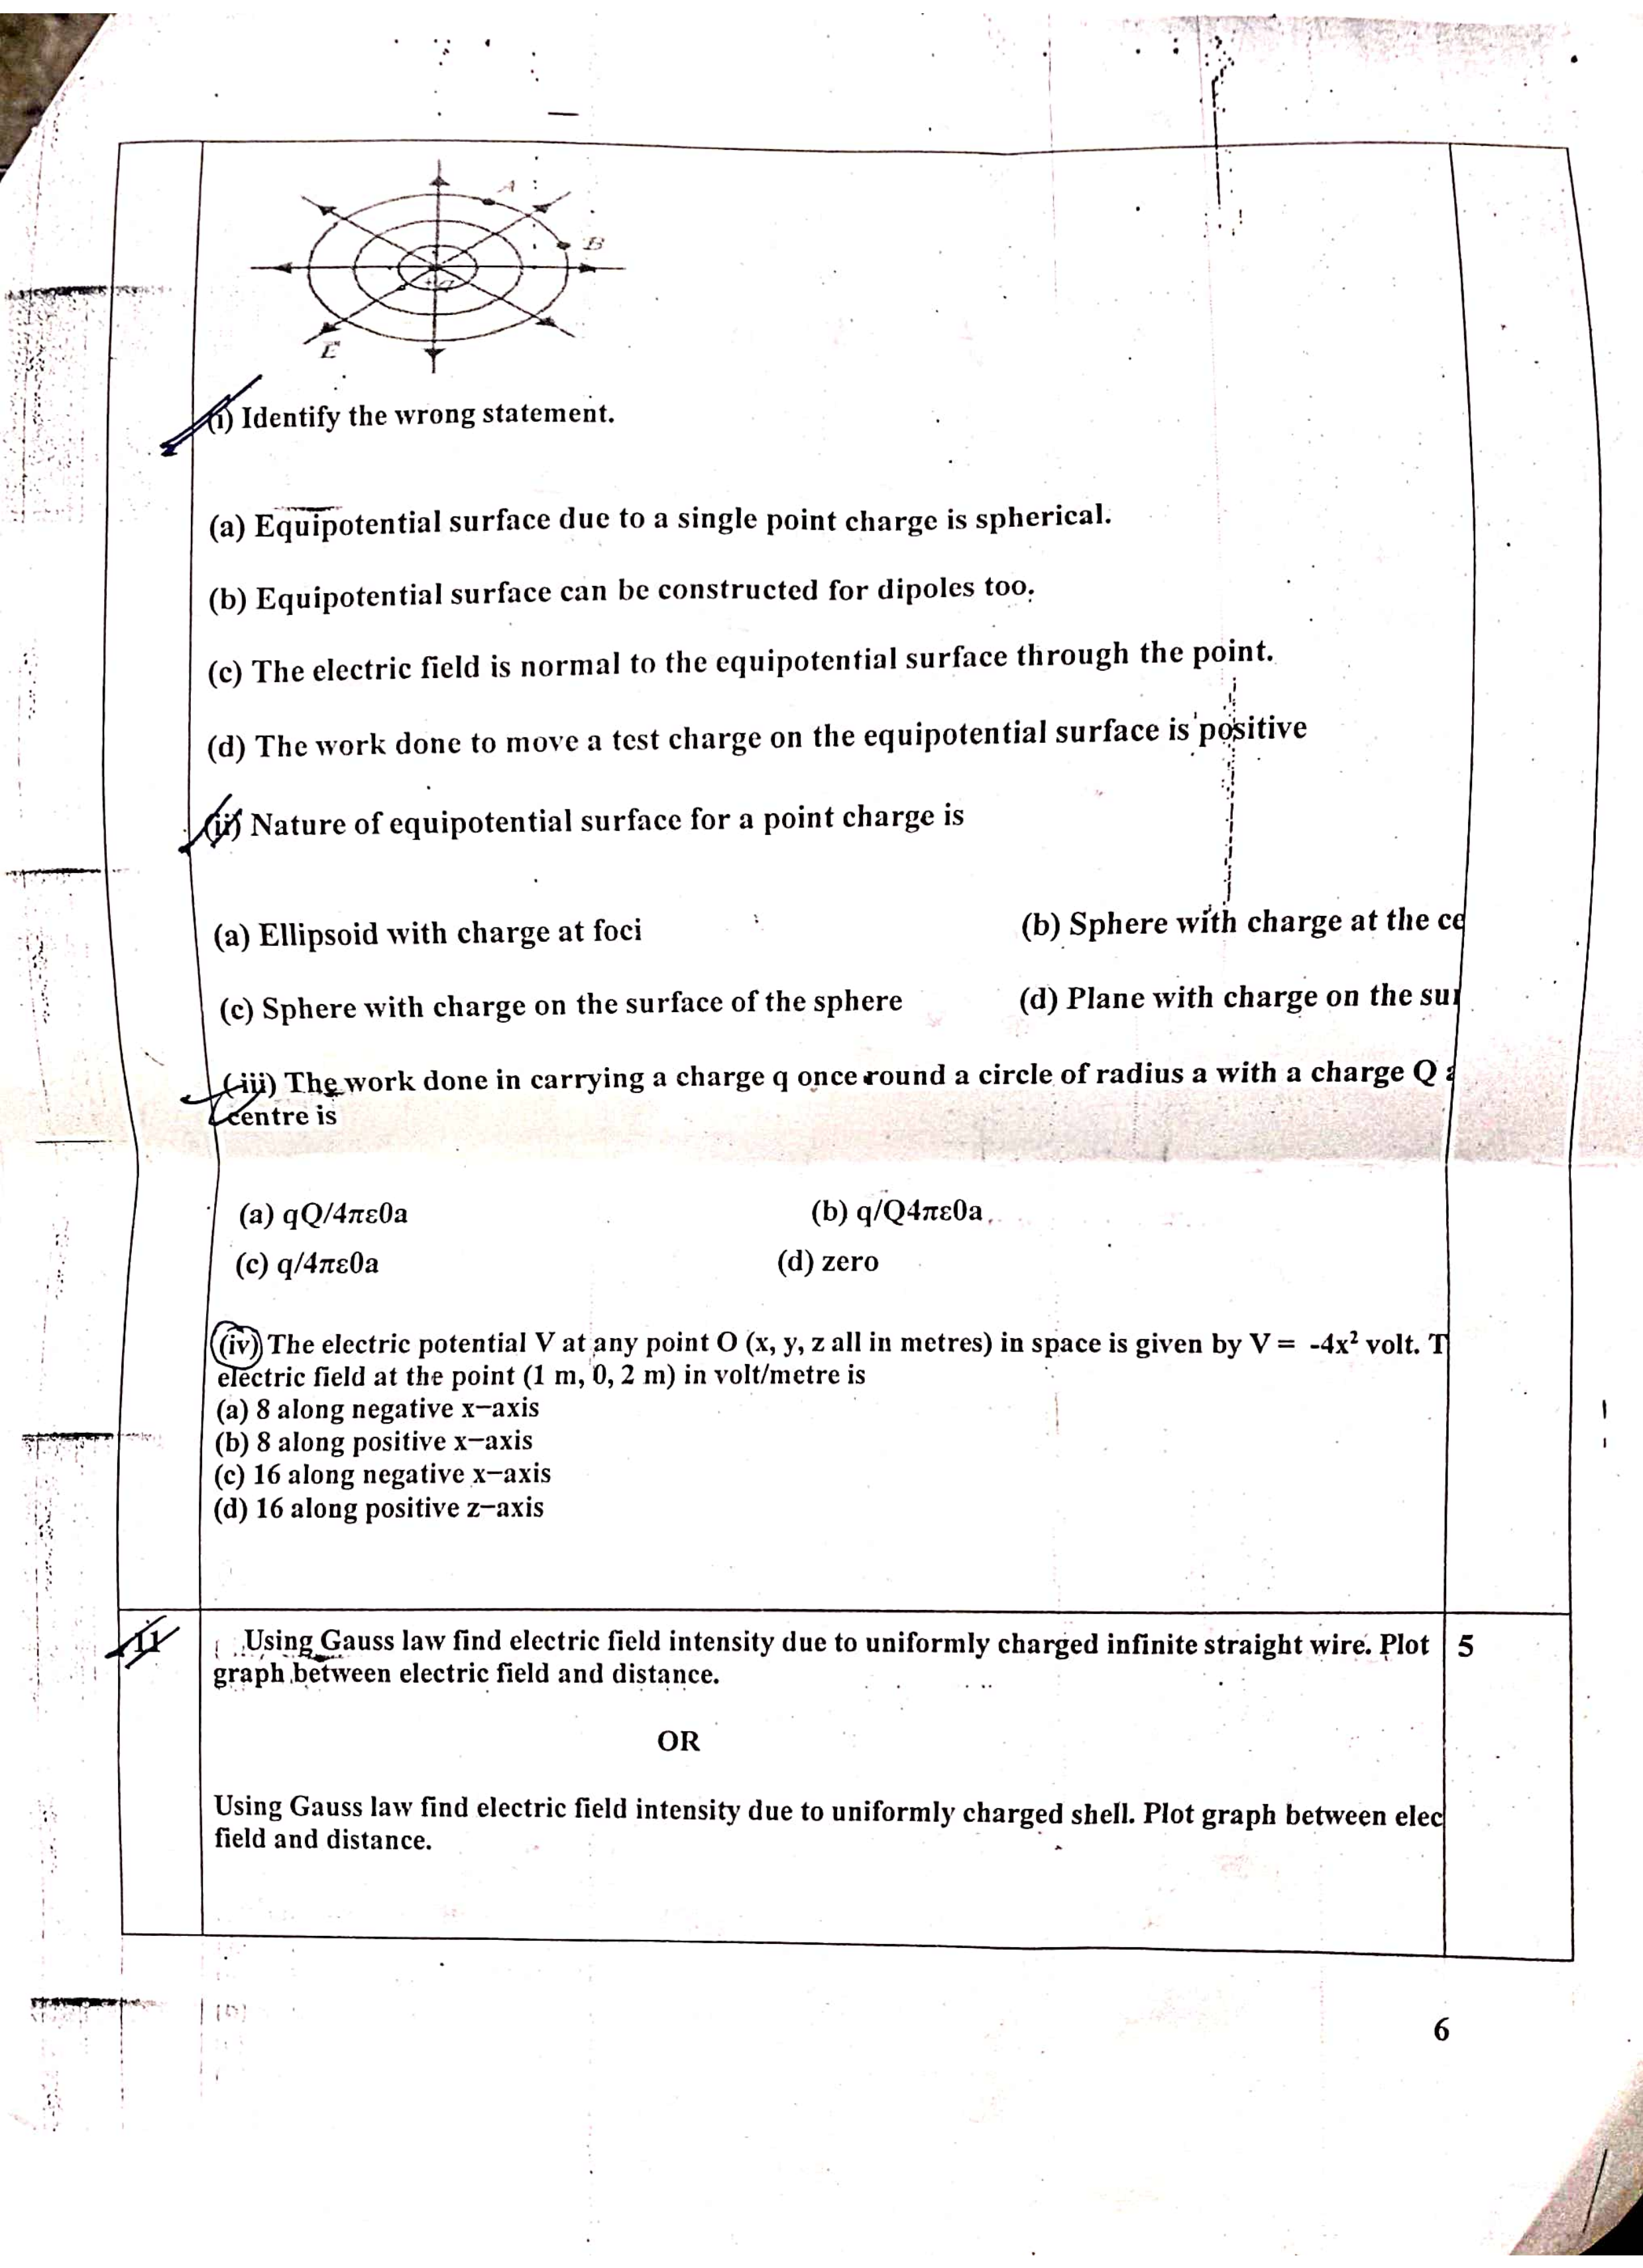 A
B
E
(i) Identify the wrong statement.
(a) Equipotential surface due to a single point charge is spherical.
(b) Equipotential surface can be constructed for dipoles too.
(c) The electric field is normal to the equipotential surface through the point.
(d) The work done to move a test charge on the equipotential surface is positive
(ii) Nature of equipotential surface for a point charge is
(a) Ellipsoid with charge at foci (b) Sphere with charge at the ce
(c) Sphere with charge on the surface of the sphere (d) Plane with charge on the sur
(iii) The work done in carrying a charge q once round a circle of radius a with a charge Q a
centre is
(a) qQ/4πε0a (b) q/Q4πε0a
(c) q/4πε0a (d) zero
(iv) The electric potential V at any point O (x, y, z all in metres) in space is given by V = -4x² volt. T
electric field at the point (1 m, 0, 2 m) in volt/metre is
(a) 8 along negative x–axis
(b) 8 along positive x–axis
(c) 16 along negative x–axis
(d) 16 along positive z–axis
11 Using Gauss law find electric field intensity due to uniformly charged infinite straight wire. Plot 5
graph between electric field and distance.
OR
Using Gauss law find electric field intensity due to uniformly charged shell. Plot graph between elec
field and distance.
6